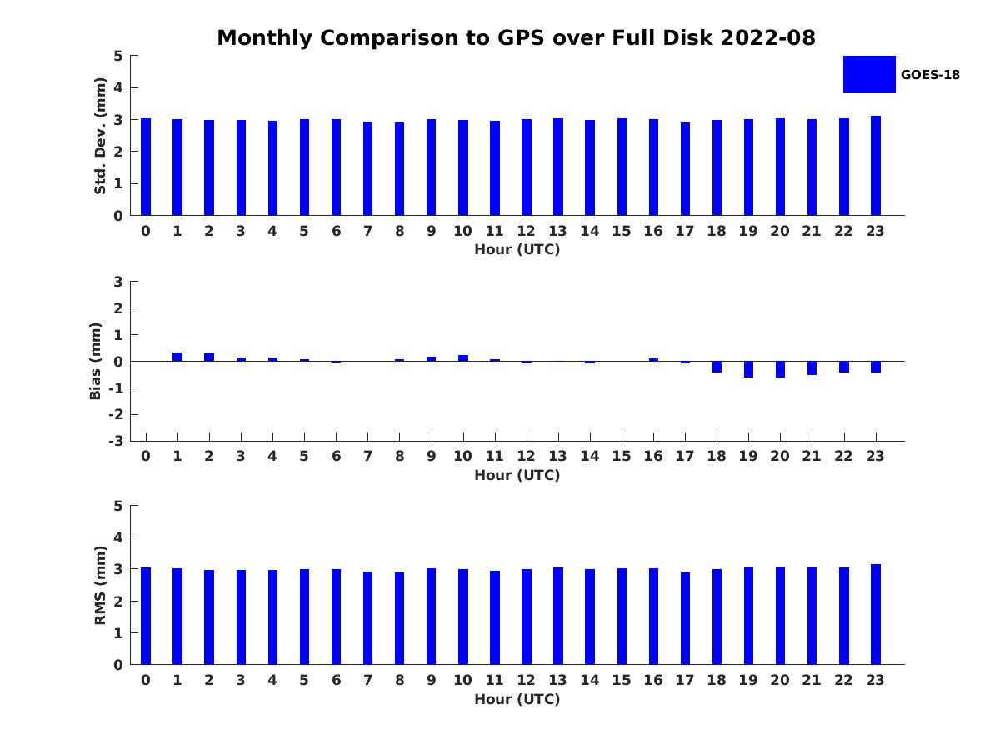 Monthly Comparison to GPS over Full Disk 2022-08
GOES-18
Std. Dev. (mm)
5
4
3
2
1
0
0 1 2 3 4 5 6 7 8 9 10 11 12 13 14 15 16 17 18 19 20 21 22 23
Hour (UTC)
Bias (mm)
3
2
1
0
-1
-2
-3
0 1 2 3 4 5 6 7 8 9 10 11 12 13 14 15 16 17 18 19 20 21 22 23
Hour (UTC)
RMS (mm)
5
4
3
2
1
0
0 1 2 3 4 5 6 7 8 9 10 11 12 13 14 15 16 17 18 19 20 21 22 23
Hour (UTC)